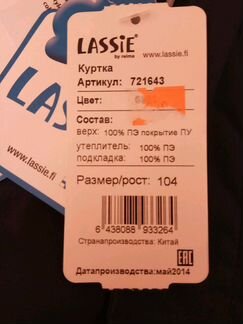 LASSIE
by reima
www.lassie.fi
Куртка
Артикул: 721643
Цвет:
Состав:
верх: 100% ПЭ покрытие ПУ
утеплитель: 100% ПЭ
подкладка: 100% ПЭ
Размер/рост: 104
6 438088 933264
Странапроизводства: Китай
EAC
Датапроизводства:май2014
LAS
www.lassie.fi